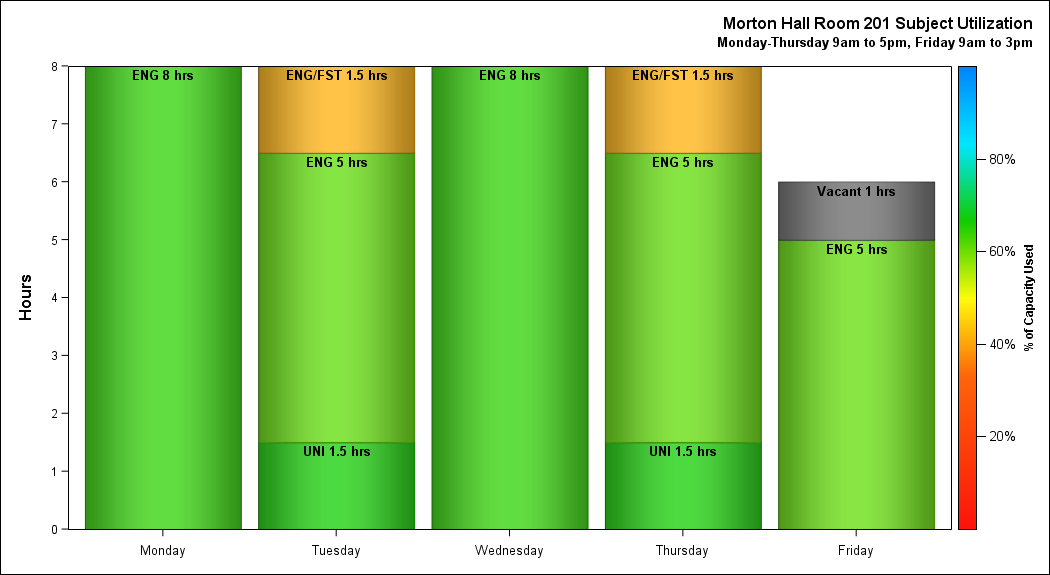 Morton Hall Room 201 Subject Utilization
Monday-Thursday 9am to 5pm, Friday 9am to 3pm
8
7
6
5
4
3
2
1
0
Hours
ENG 8 hrs
ENG/FST 1.5 hrs
ENG 5 hrs
UNI 1.5 hrs
ENG 8 hrs
ENG/FST 1.5 hrs
ENG 5 hrs
UNI 1.5 hrs
Vacant 1 hrs
ENG 5 hrs
Monday
Tuesday
Wednesday
Thursday
Friday
80%
60%
40%
20%
% of Capacity Used